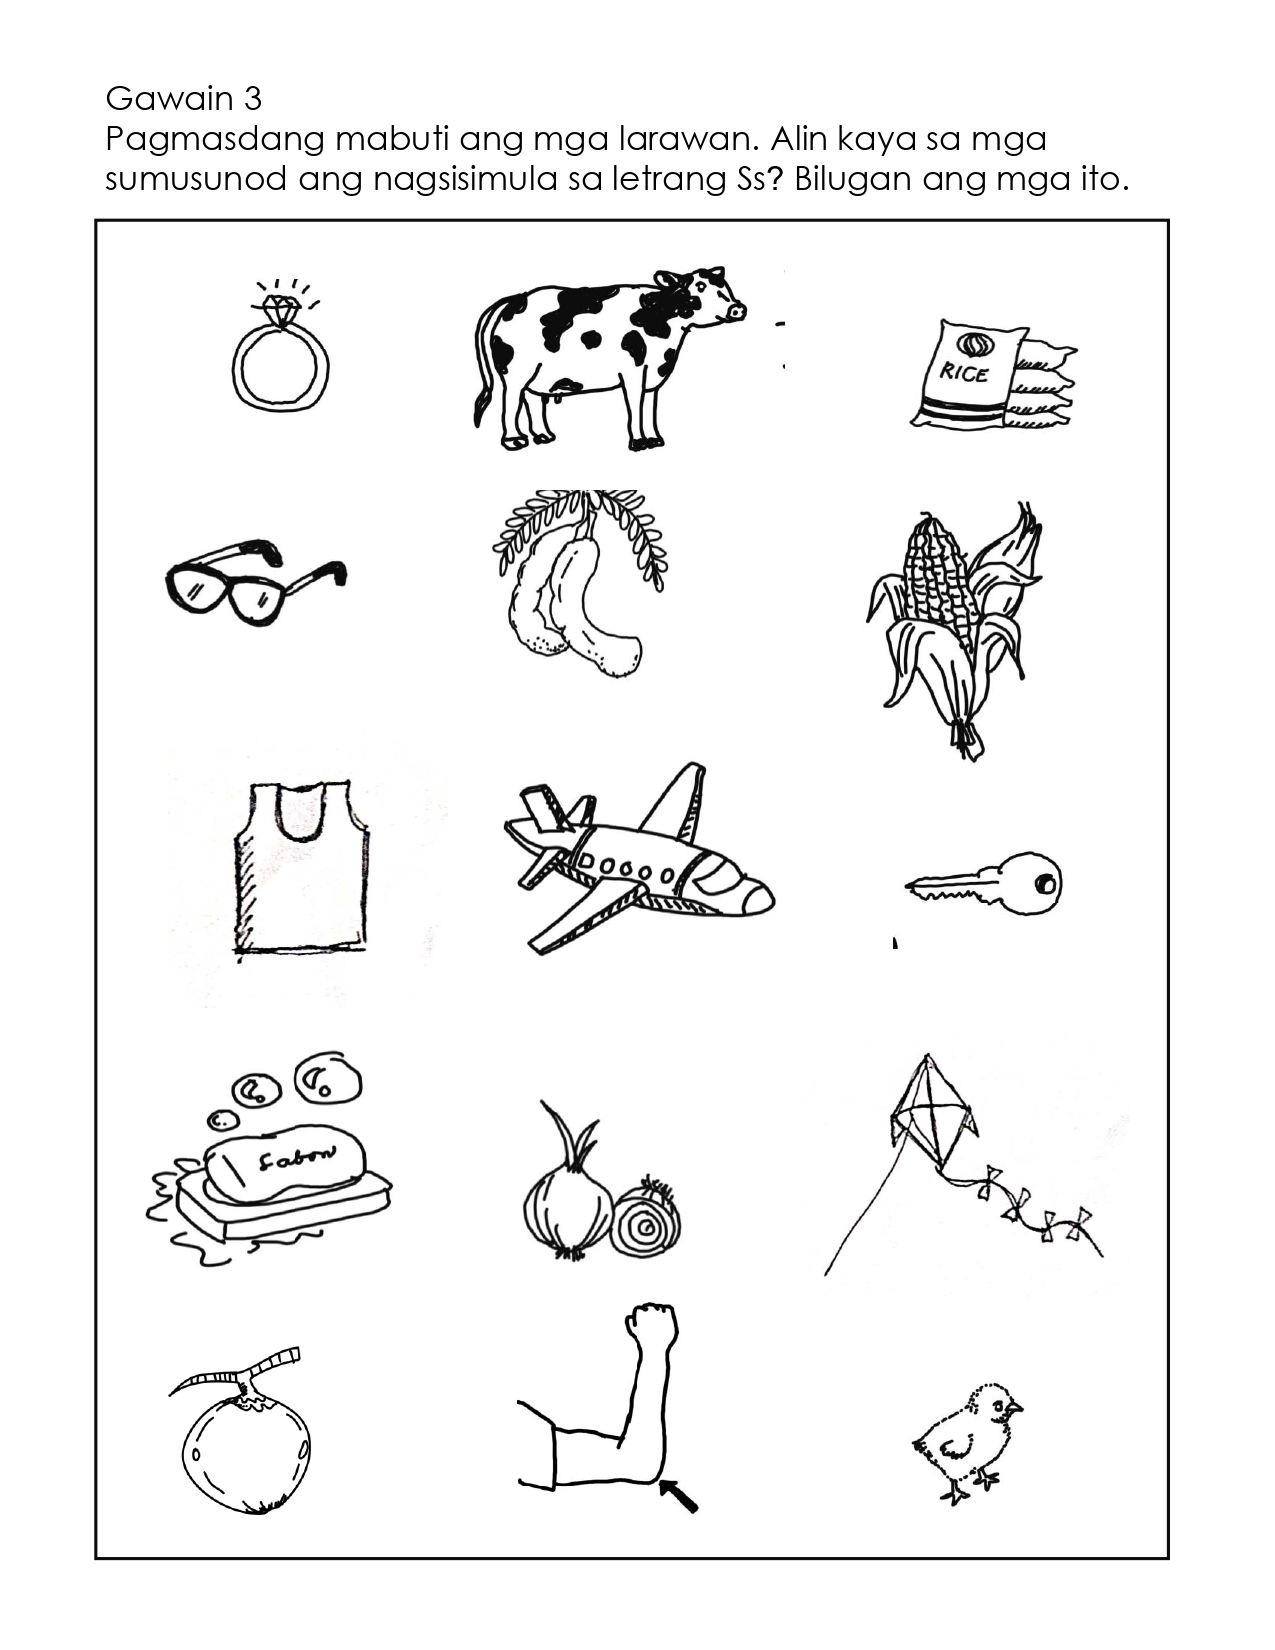 Gawain 3
Pagmasdang mabuti ang mga larawan. Alin kaya sa mga
sumusunod ang nagsisimula sa letrang Ss? Bilugan ang mga ito.
RICE
Sabon